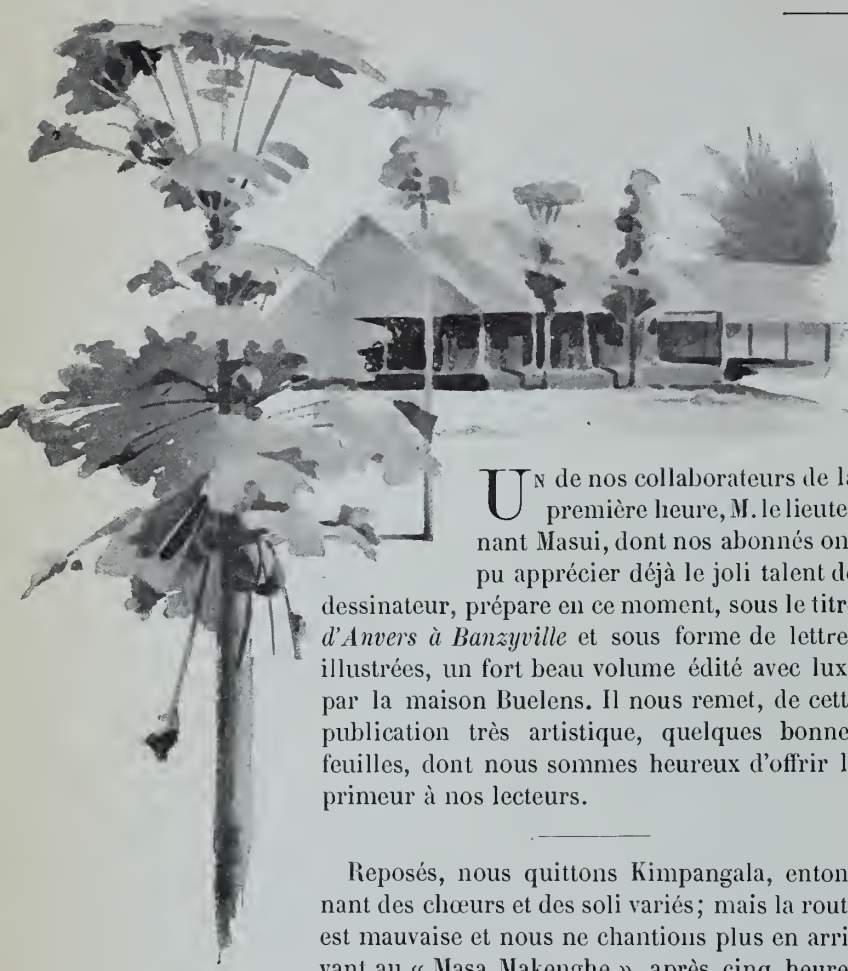 UN de nos collaborateurs de la
première heure, M. le lieute
nant Masui, dont nos abonnés on
pu apprécier déjà le joli talent de
dessinateur, prépare en ce moment, sous le titr
d'Anvers à Banzyville et sous forme de lettre
illustrées, un fort beau volume édité avec lux
par la maison Buelens. Il nous remet, de cett
publication très artistique, quelques bonne
feuilles, dont nous sommes heureux d'offrir l
primeur à nos lecteurs.
Reposés, nous quittons Kimpangala, enton
nant des chœurs et des soli variés; mais la rout
est mauvaise et nous ne chantions plus en arri
vant au « Masa Makenghe », après cinq heure